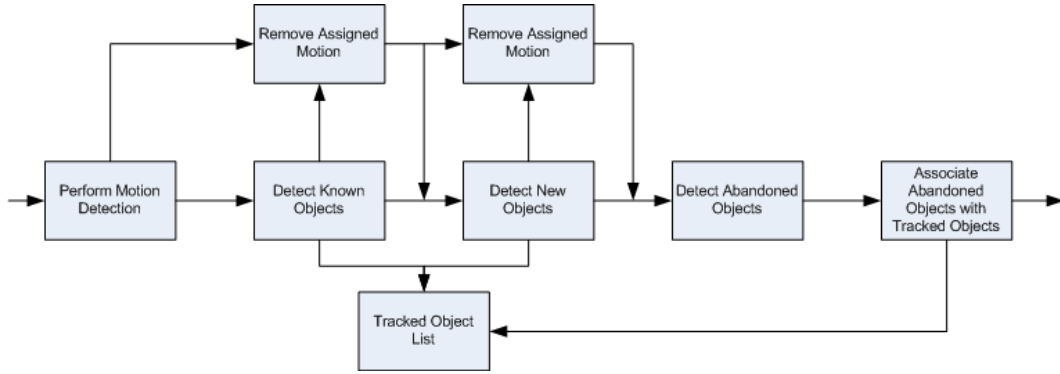 Remove Assigned
Motion
Remove Assigned
Motion
Perform Motion
Detection
Detect Known
Objects
Detect New
Objects
Detect Abandoned
Objects
Associate
Abandoned
Objects with
Tracked Objects
Tracked Object
List